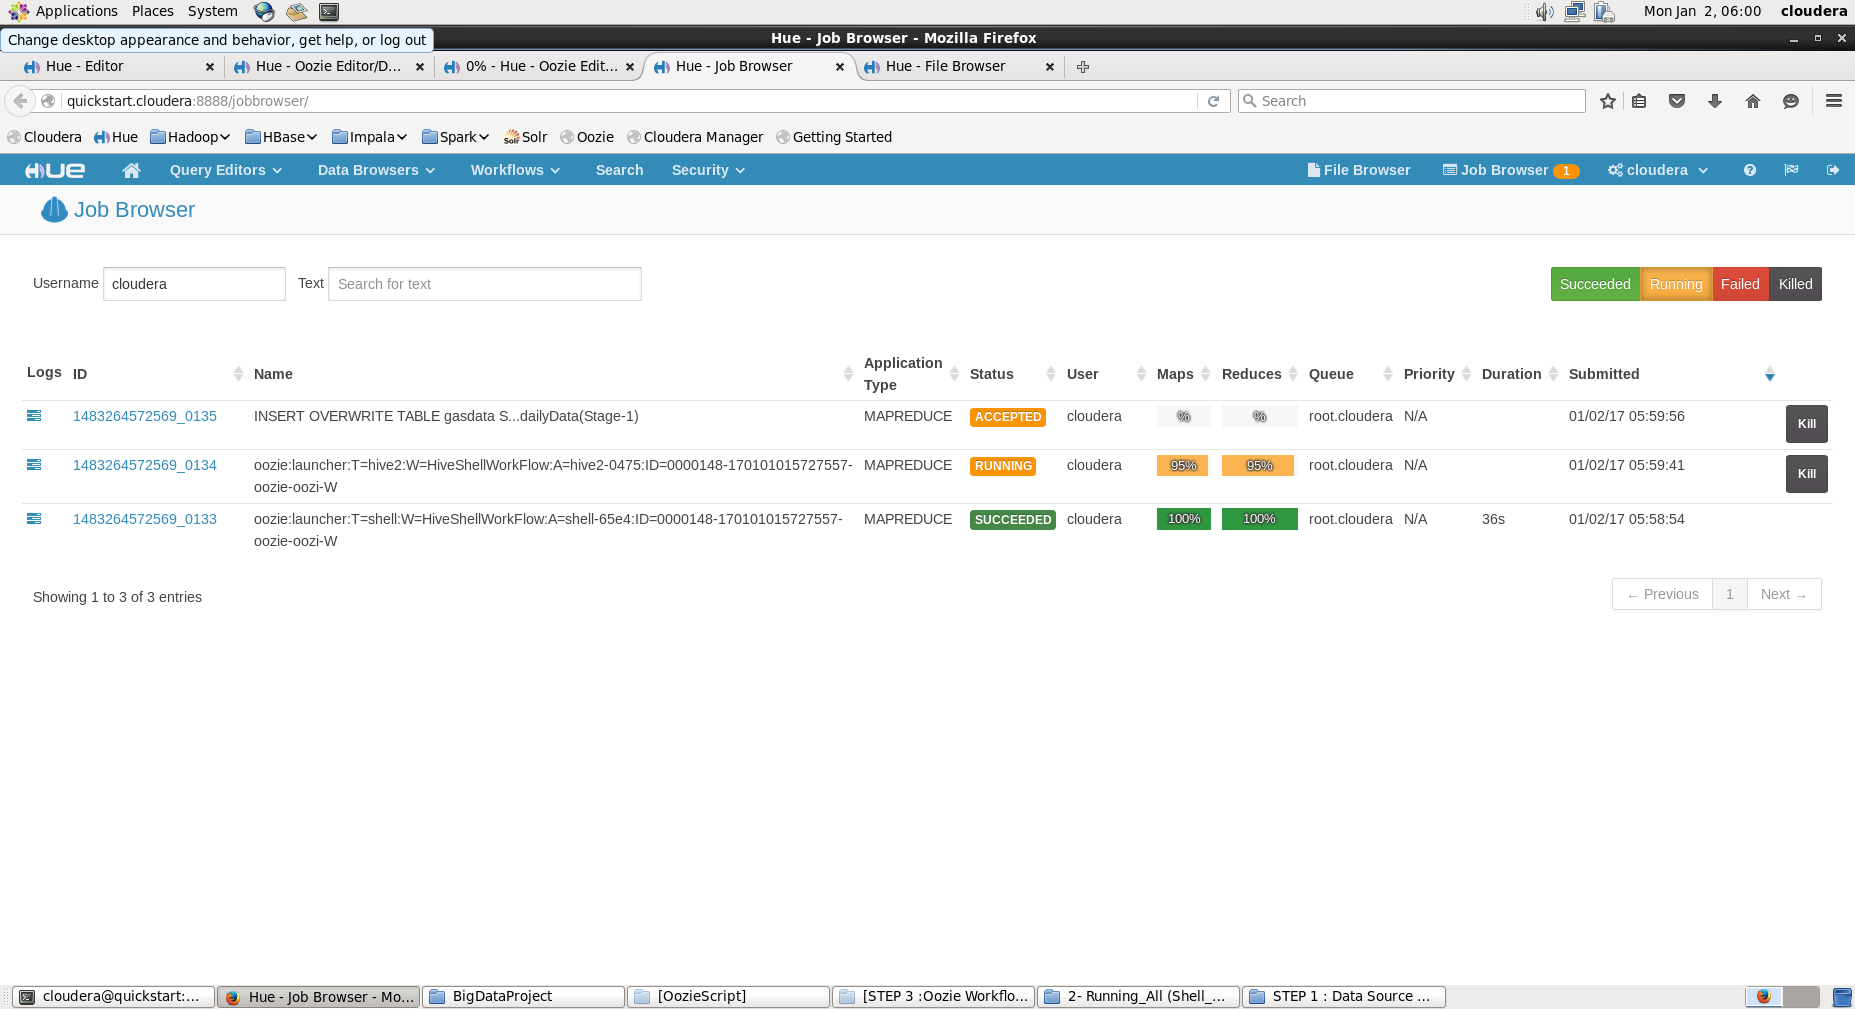 Applications Places System
Mon Jan 2, 06:00 cloudera
Change desktop appearance and behavior, get help, or log out
Hue - Job Browser - Mozilla Firefox
Hue - Editor
Hue - Oozie Editor/D...
0% - Hue - Oozie Edit...
Hue - Job Browser
Hue - File Browser
quickstart.cloudera:8888/jobbrowser/
Search
Cloudera Hue Hadoop HBase Impala Spark Solr Oozie Cloudera Manager Getting Started
HUE Query Editors Data Browsers Workflows Search Security File Browser Job Browser 1 cloudera
Job Browser
Username cloudera Text Search for text Succeeded Running Failed Killed
Logs ID Name Application Type Status User Maps Reduces Queue Priority Duration Submitted
1483264572569_0135 INSERT OVERWRITE TABLE gasdata S...dailyData(Stage-1) MAPREDUCE ACCEPTED cloudera % % root.cloudera N/A 01/02/17 05:59:56 Kill
1483264572569_0134 oozie:launcher:T=hive2:W=HiveShellWorkFlow:A=hive2-0475:ID=0000148-170101015727557- MAPREDUCE RUNNING cloudera 95% 95% root.cloudera N/A 01/02/17 05:59:41 Kill
oozie-oozi-W
1483264572569_0133 oozie:launcher:T=shell:W=HiveShellWorkFlow:A=shell-65e4:ID=0000148-170101015727557- MAPREDUCE SUCCEEDED cloudera 100% 100% root.cloudera N/A 36s 01/02/17 05:58:54
oozie-oozi-W
Showing 1 to 3 of 3 entries
← Previous 1 Next →
cloudera@quickstart:...
Hue - Job Browser - Mo...
BigDataProject
[OozieScript]
[STEP 3 :Oozie Workflo...
2- Running_All (Shell_...
STEP 1 : Data Source ...